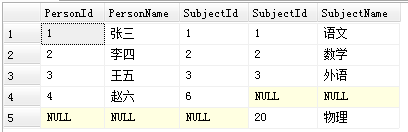 PersonId PersonName SubjectId SubjectId SubjectName
1 1 张三 1 1 语文
2 2 李四 2 2 数学
3 3 王五 3 3 外语
4 4 赵六 6 NULL NULL
5 NULL NULL NULL 20 物理